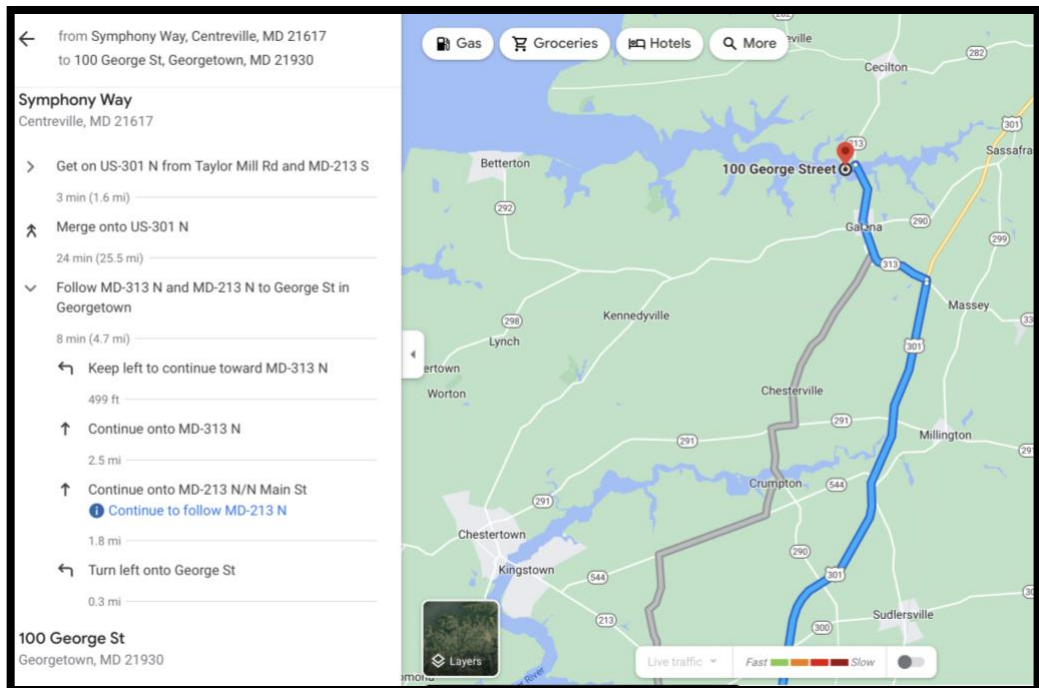 from Symphony Way, Centreville, MD 21617
to 100 George St, Georgetown, MD 21930
Symphony Way
Centreville, MD 21617
Get on US-301 N from Taylor Mill Rd and MD-213 S
3 min (1.6 mi)
Merge onto US-301 N
24 min (25.5 mi)
Follow MD-313 N and MD-213 N to George St in
Georgetown
8 min (4.7 mi)
Keep left to continue toward MD-313 N
499 ft
Continue onto MD-313 N
2.5 mi
Continue onto MD-213 N/N Main St
Continue to follow MD-213 N
1.8 mi
Turn left onto George St
0.3 mi
100 George St
Georgetown, MD 21930
Gas
Groceries
Hotels
More
ville
Cecilton
282
301
213
Sassafra
Betterton
100 George Street
292
Galena
290
299
313
Massey
298
Kennedyville
Lynch
301
ertown
Worton
Chesterville
291
291
Millington
291
Crumpton
544
291
Chestertown
290
Kingstown
544
301
213
Sudlersville
300
Layers
River
Live traffic
Fast
Slow